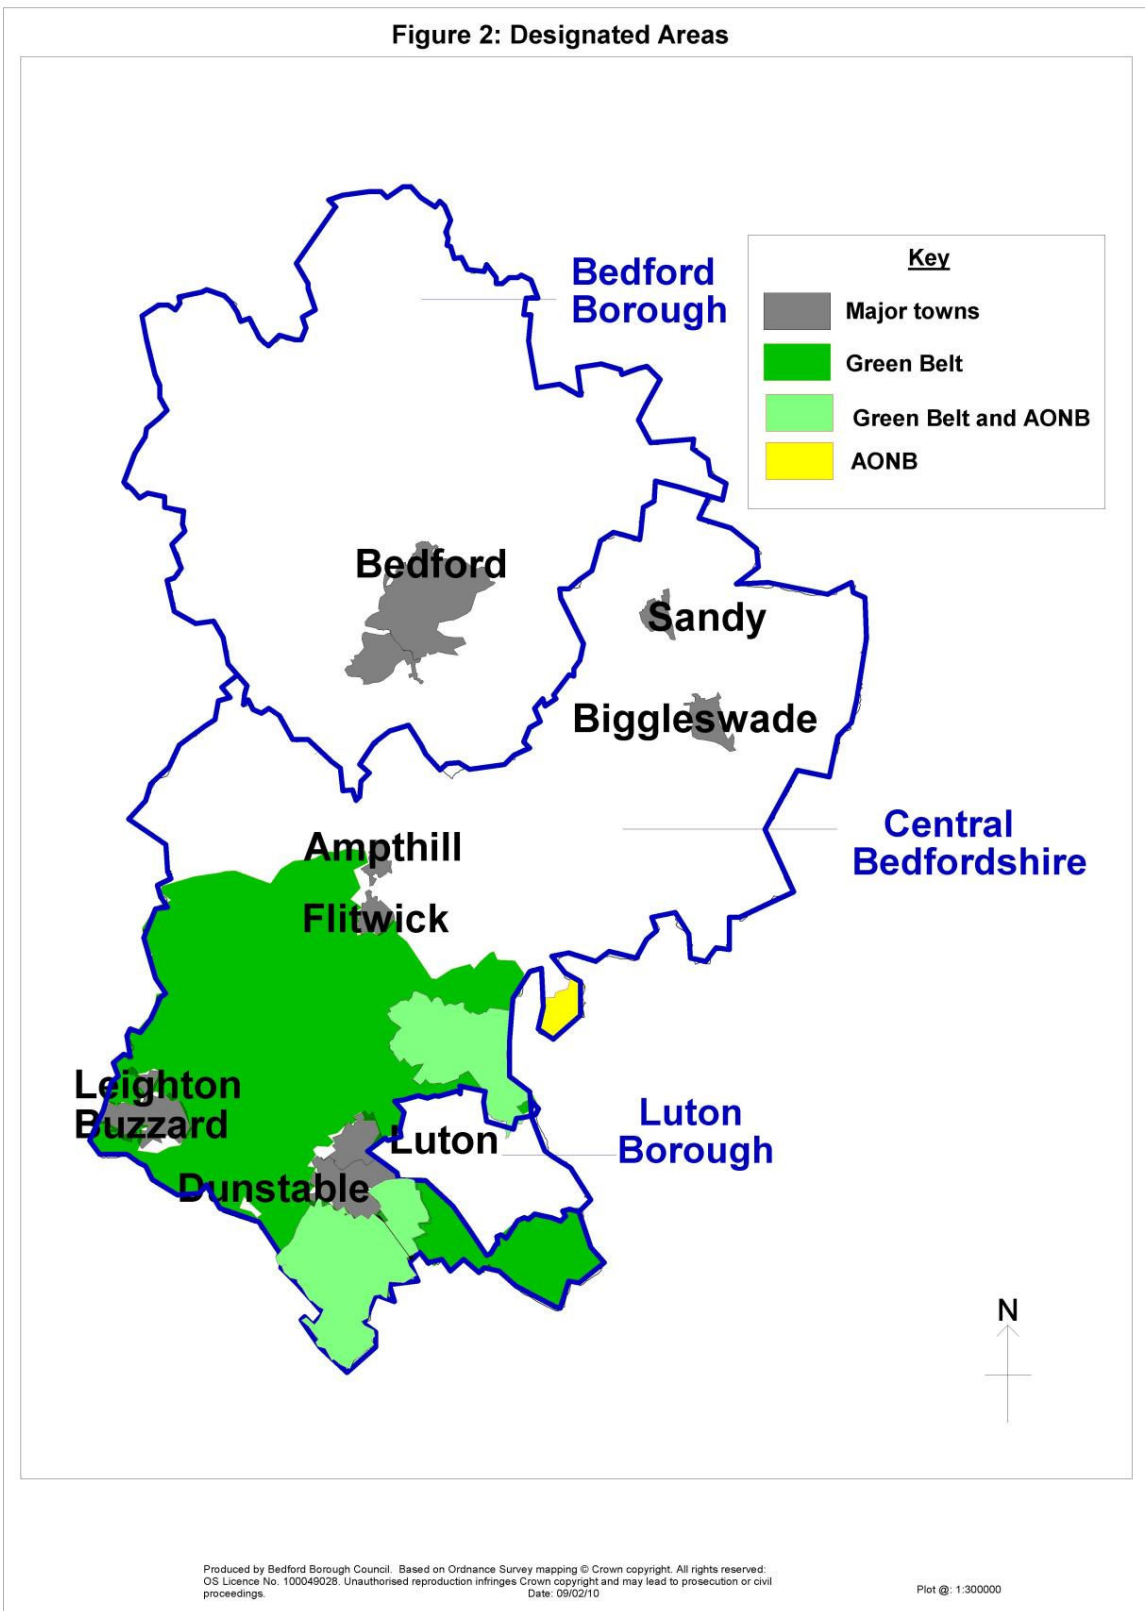 Figure 2: Designated Areas
Bedford
Borough
Key
Major towns
Green Belt
Green Belt and AONB
AONB
Bedford
Sandy
Biggleswade
Central
Bedfordshire
Ampthill
Flitwick
Leighton
Buzzard
Luton
Luton
Borough
Dunstable
N
Produced by Bedford Borough Council. Based on Ordnance Survey mapping © Crown copyright. All rights reserved:
OS Licence No. 100049028. Unauthorised reproduction infringes Crown copyright and may lead to prosecution or civil
proceedings. Date: 09/02/10
Plot @: 1:300000